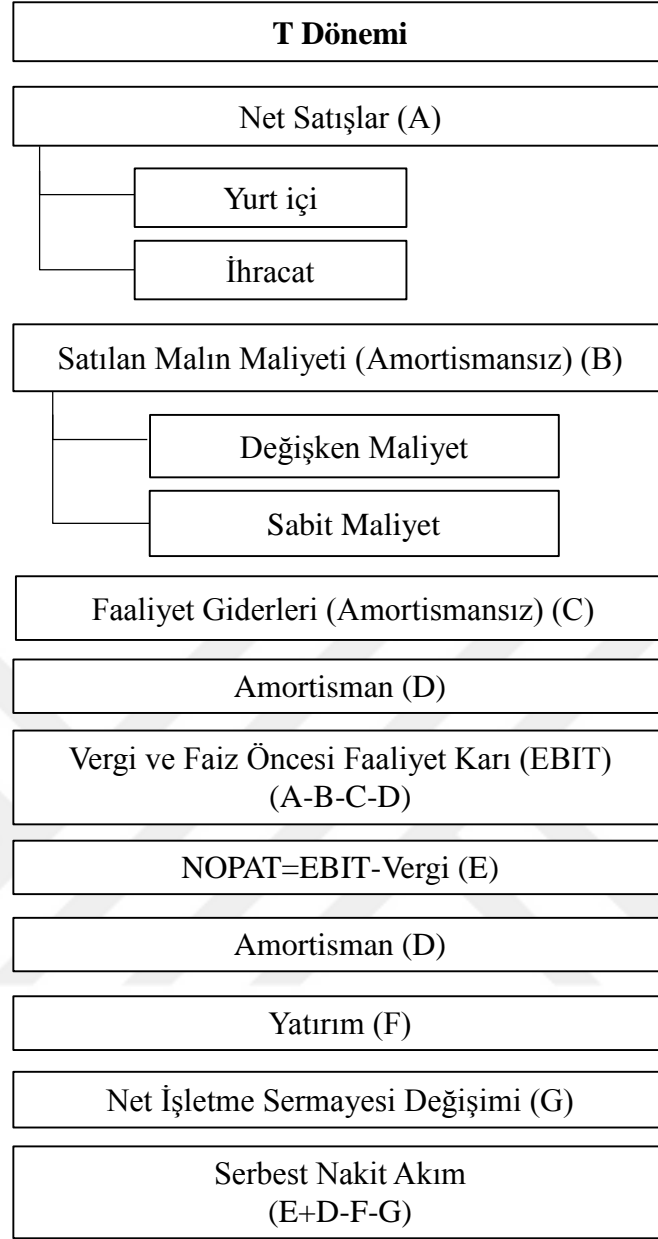 T Dönemi
Net Satışlar (A)
Yurt içi
İhracat
Satılan Malın Maliyeti (Amortismansız) (B)
Değişken Maliyet
Sabit Maliyet
Faaliyet Giderleri (Amortismansız) (C)
Amortisman (D)
Vergi ve Faiz Öncesi Faaliyet Karı (EBIT)
(A-B-C-D)
NOPAT=EBIT-Vergi (E)
Amortisman (D)
Yatırım (F)
Net İşletme Sermayesi Değişimi (G)
Serbest Nakit Akım
(E+D-F-G)